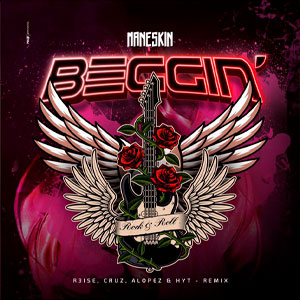 MANESKIN
BEGGIN'
Rock & Roll
R3ISE, CRUZ, ALOPEZ & HYT - REMIX